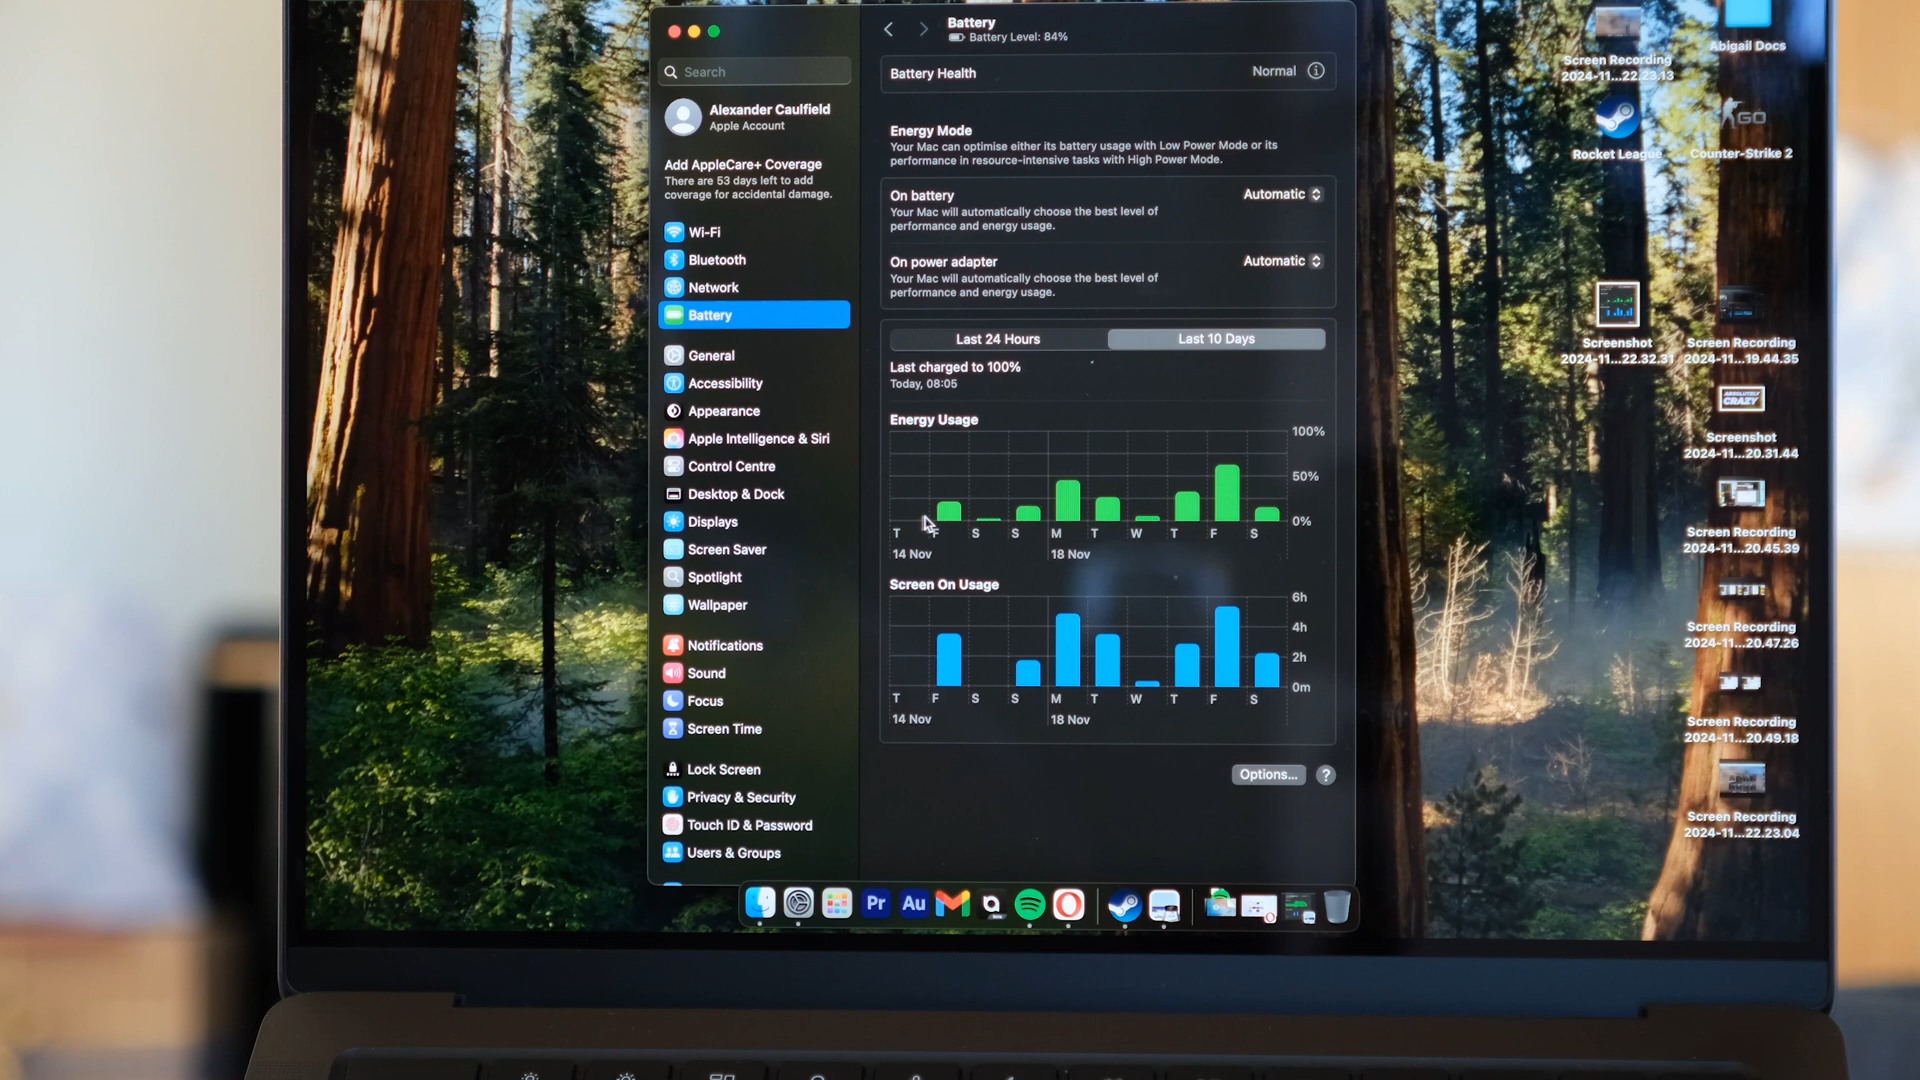 Battery
Battery Level: 84%
Search
Battery Health
Normal
Alexander Caulfield
Apple Account
Add AppleCare+ Coverage
There are 53 days left to add
coverage for accidental damage.
Wi-Fi
Bluetooth
Network
Battery
General
Accessibility
Appearance
Apple Intelligence & Siri
Control Centre
Desktop & Dock
Displays
Screen Saver
Spotlight
Wallpaper
Notifications
Sound
Focus
Screen Time
Lock Screen
Privacy & Security
Touch ID & Password
Users & Groups
Energy Mode
Your Mac can optimise either its battery usage with Low Power Mode or its
performance in resource-intensive tasks with High Power Mode.
On battery
Automatic
Your Mac will automatically choose the best level of
performance and energy usage.
On power adapter
Automatic
Your Mac will automatically choose the best level of
performance and energy usage.
Last 24 Hours
Last 10 Days
Last charged to 100%
Today, 08:05
Energy Usage
100%
50%
0%
T F S S M T W T F S
14 Nov 18 Nov
Screen On Usage
6h
4h
2h
0m
T F S S M T W T F S
14 Nov 18 Nov
Options...
?
Screen Recording
2024-11...22.23.13
Abigail Docs
Rocket League
GO
Counter-Strike 2
Screenshot
2024-11...22.32.31
Screen Recording
2024-11...19.44.35
ABSOLUTELY
CRAZY
Screenshot
2024-11...20.31.44
Screen Recording
2024-11...20.45.39
Screen Recording
2024-11...20.47.26
Screen Recording
2024-11...20.49.18
Screen Recording
2024-11...22.23.04
Pr
Au